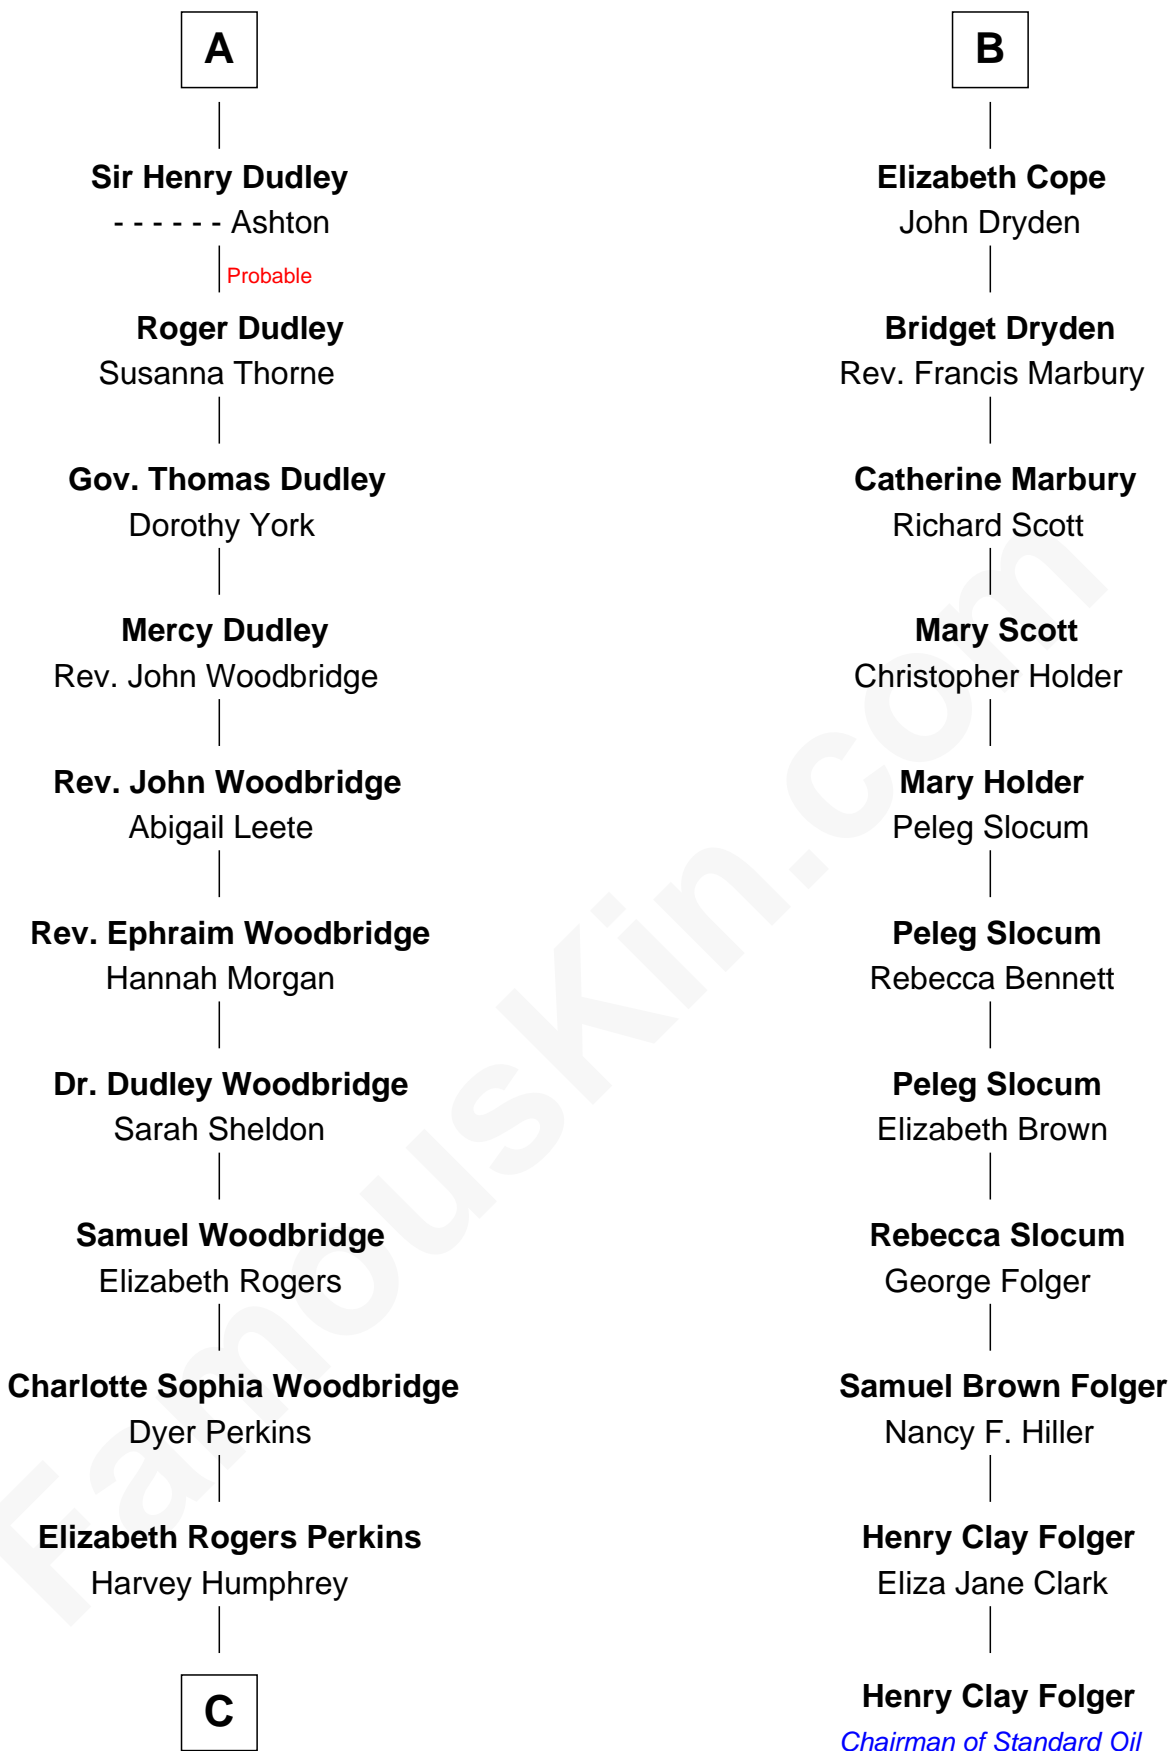 A
Sir Henry Dudley
- - - - - - Ashton
Probable
Roger Dudley
Susanna Thorne
Gov. Thomas Dudley
Dorothy York
Mercy Dudley
Rev. John Woodbridge
Rev. John Woodbridge
Abigail Leete
Rev. Ephraim Woodbridge
Hannah Morgan
Dr. Dudley Woodbridge
Sarah Sheldon
Samuel Woodbridge
Elizabeth Rogers
Charlotte Sophia Woodbridge
Dyer Perkins
Elizabeth Rogers Perkins
Harvey Humphrey
C
B
Elizabeth Cope
John Dryden
Bridget Dryden
Rev. Francis Marbury
Catherine Marbury
Richard Scott
Mary Scott
Christopher Holder
Mary Holder
Peleg Slocum
Peleg Slocum
Rebecca Bennett
Peleg Slocum
Elizabeth Brown
Rebecca Slocum
George Folger
Samuel Brown Folger
Nancy F. Hiller
Henry Clay Folger
Eliza Jane Clark
Henry Clay Folger
Chairman of Standard Oil
FamousKin.com